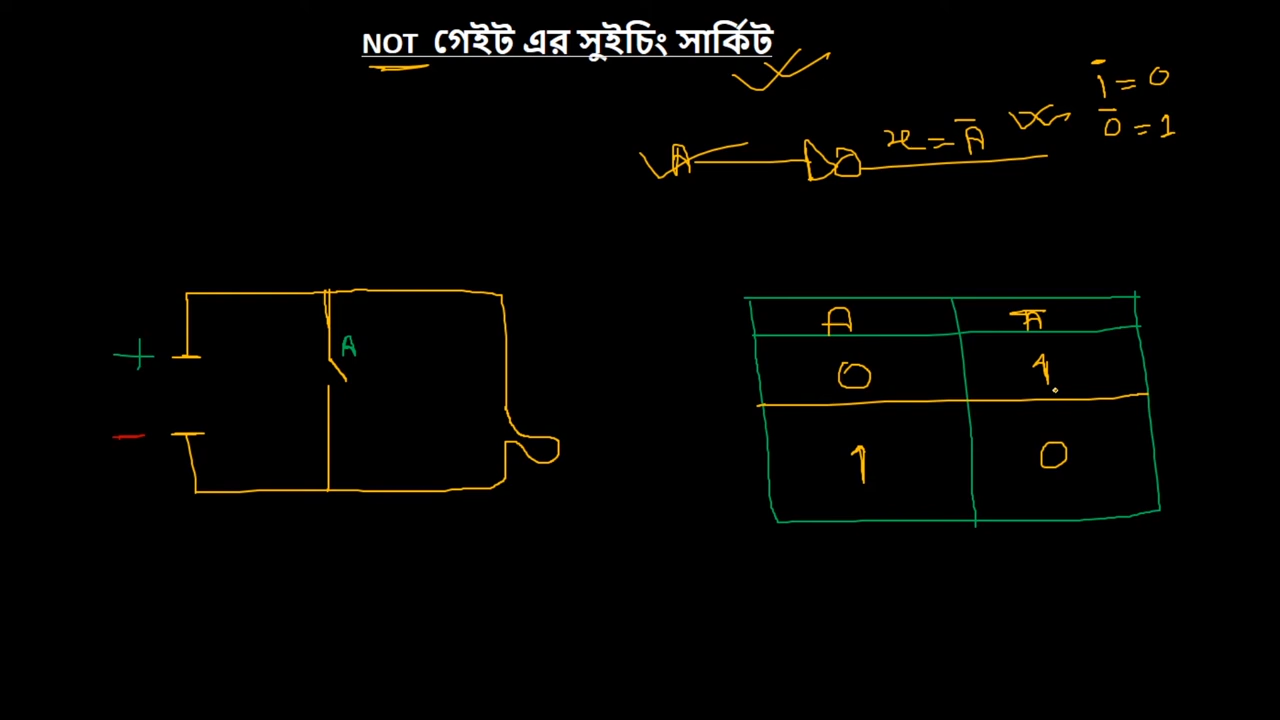 NOT গেইট এর সুইচিং সার্কিট
1̅ = 0
0̅ = 1
A
x = A̅
+
A
-
A A̅
0 1
1 0